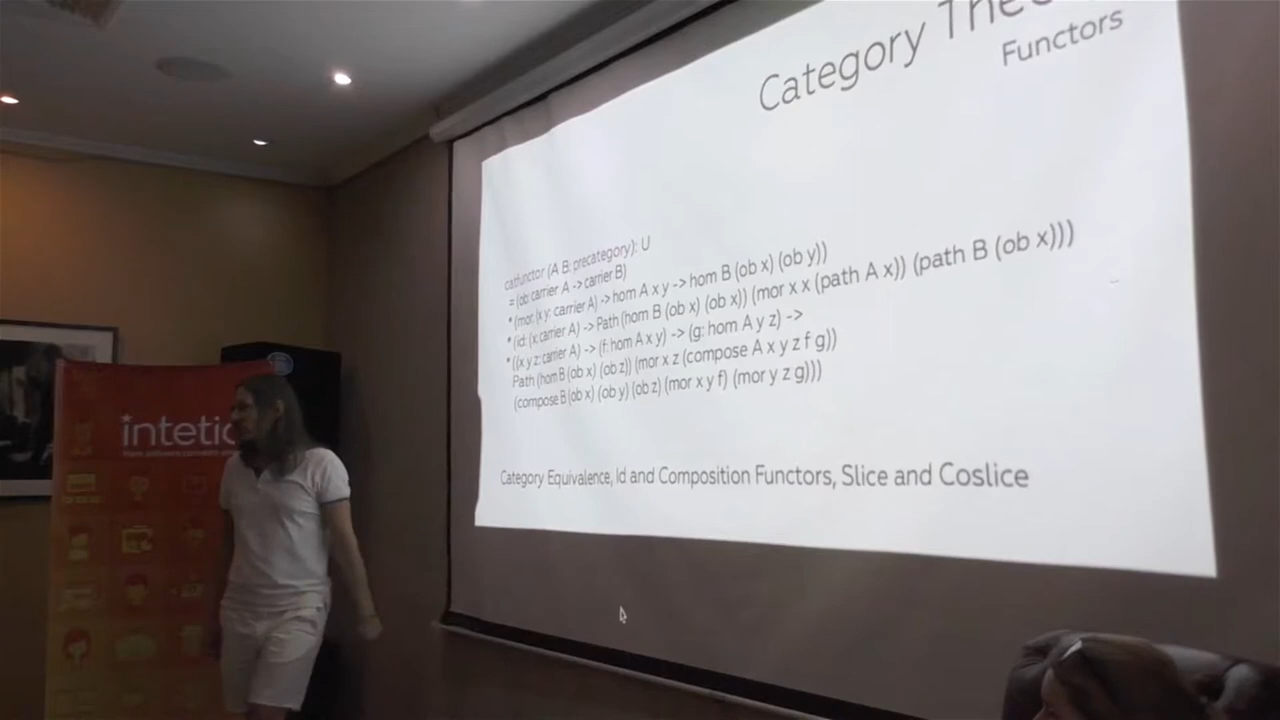 Category Theo
Functors
catfunctor (A B: precategory): U
= (ob: carrier A -> carrier B)
* (mor: (x y: carrier A) -> hom A x y -> hom B (ob x) (ob y))
* (id: (x: carrier A) -> Path (hom B (ob x) (ob x)) (mor x x (path A x)) (path B (ob x)))
* ((x y z: carrier A) -> (f: hom A x y) -> (g: hom A y z) ->
Path (hom B (ob x) (ob z)) (mor x z (compose A x y z f g))
(compose B (ob x) (ob y) (ob z) (mor x y f) (mor y z g)))
Category Equivalence, Id and Composition Functors, Slice and Coslice
intetic